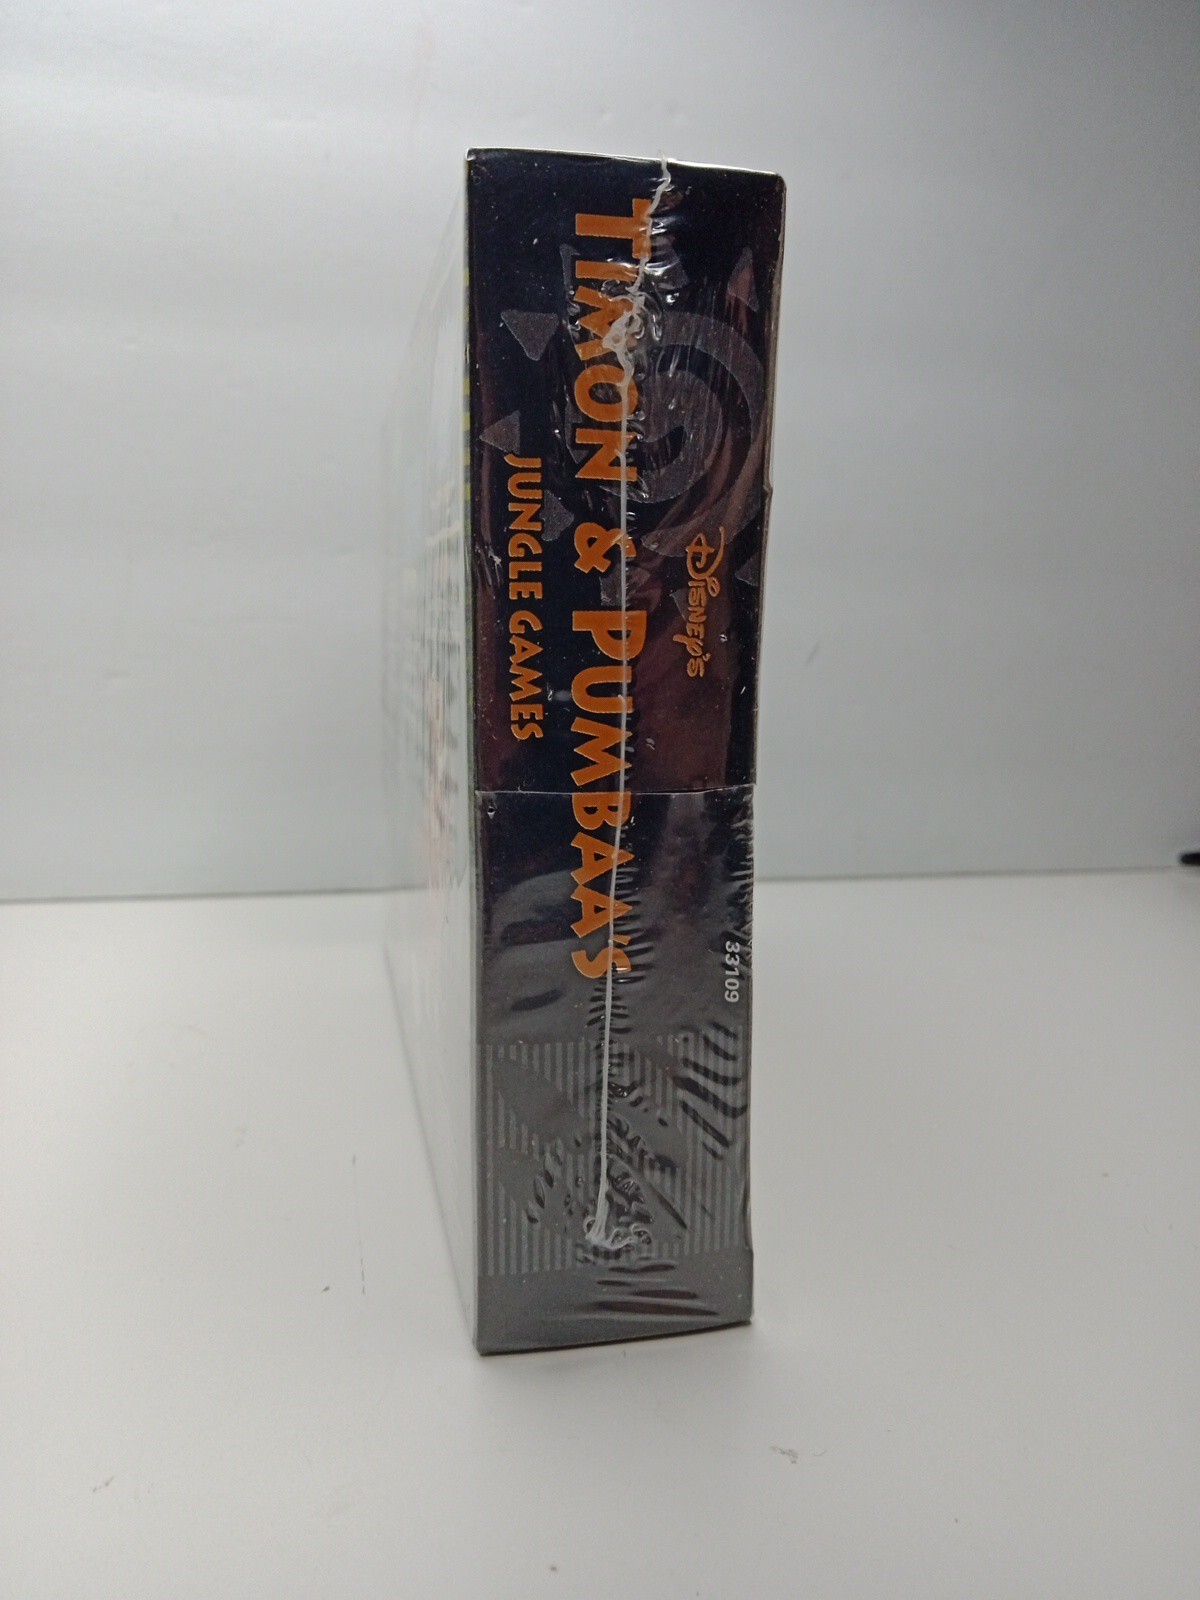 Disney's
TIMON & PUMBAA'S
JUNGLE GAMES
33109